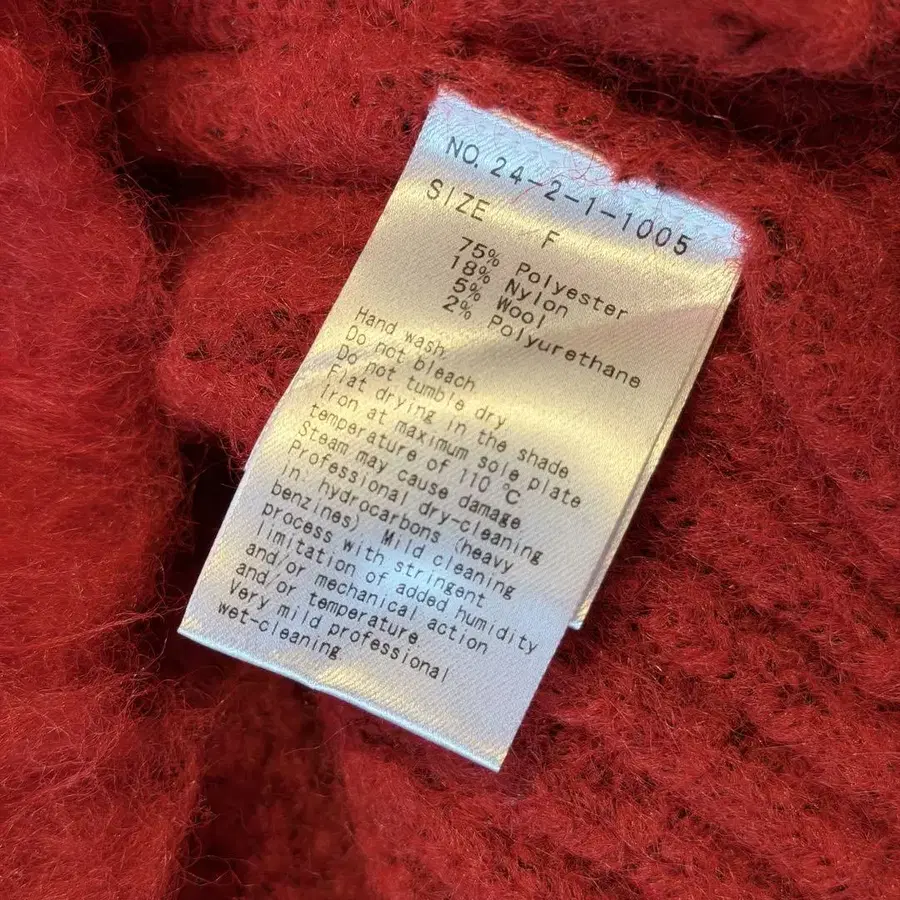 NO. 24-2-1-1005
SIZE F
75% Polyester
18% Nylon
5% Wool
2% Polyurethane
Hand wash
Do not bleach
Do not tumble dry
Flat drying in the shade
Iron at maximum sole plate
temperature of 110 ℃
Steam may cause damage
Professional dry-cleaning
in hydrocarbons (heavy
benzines) Mild cleaning
process with stringent
limitation of added humidity
and/or mechanical action
and/or temperature
Very mild professional
wet-cleaning